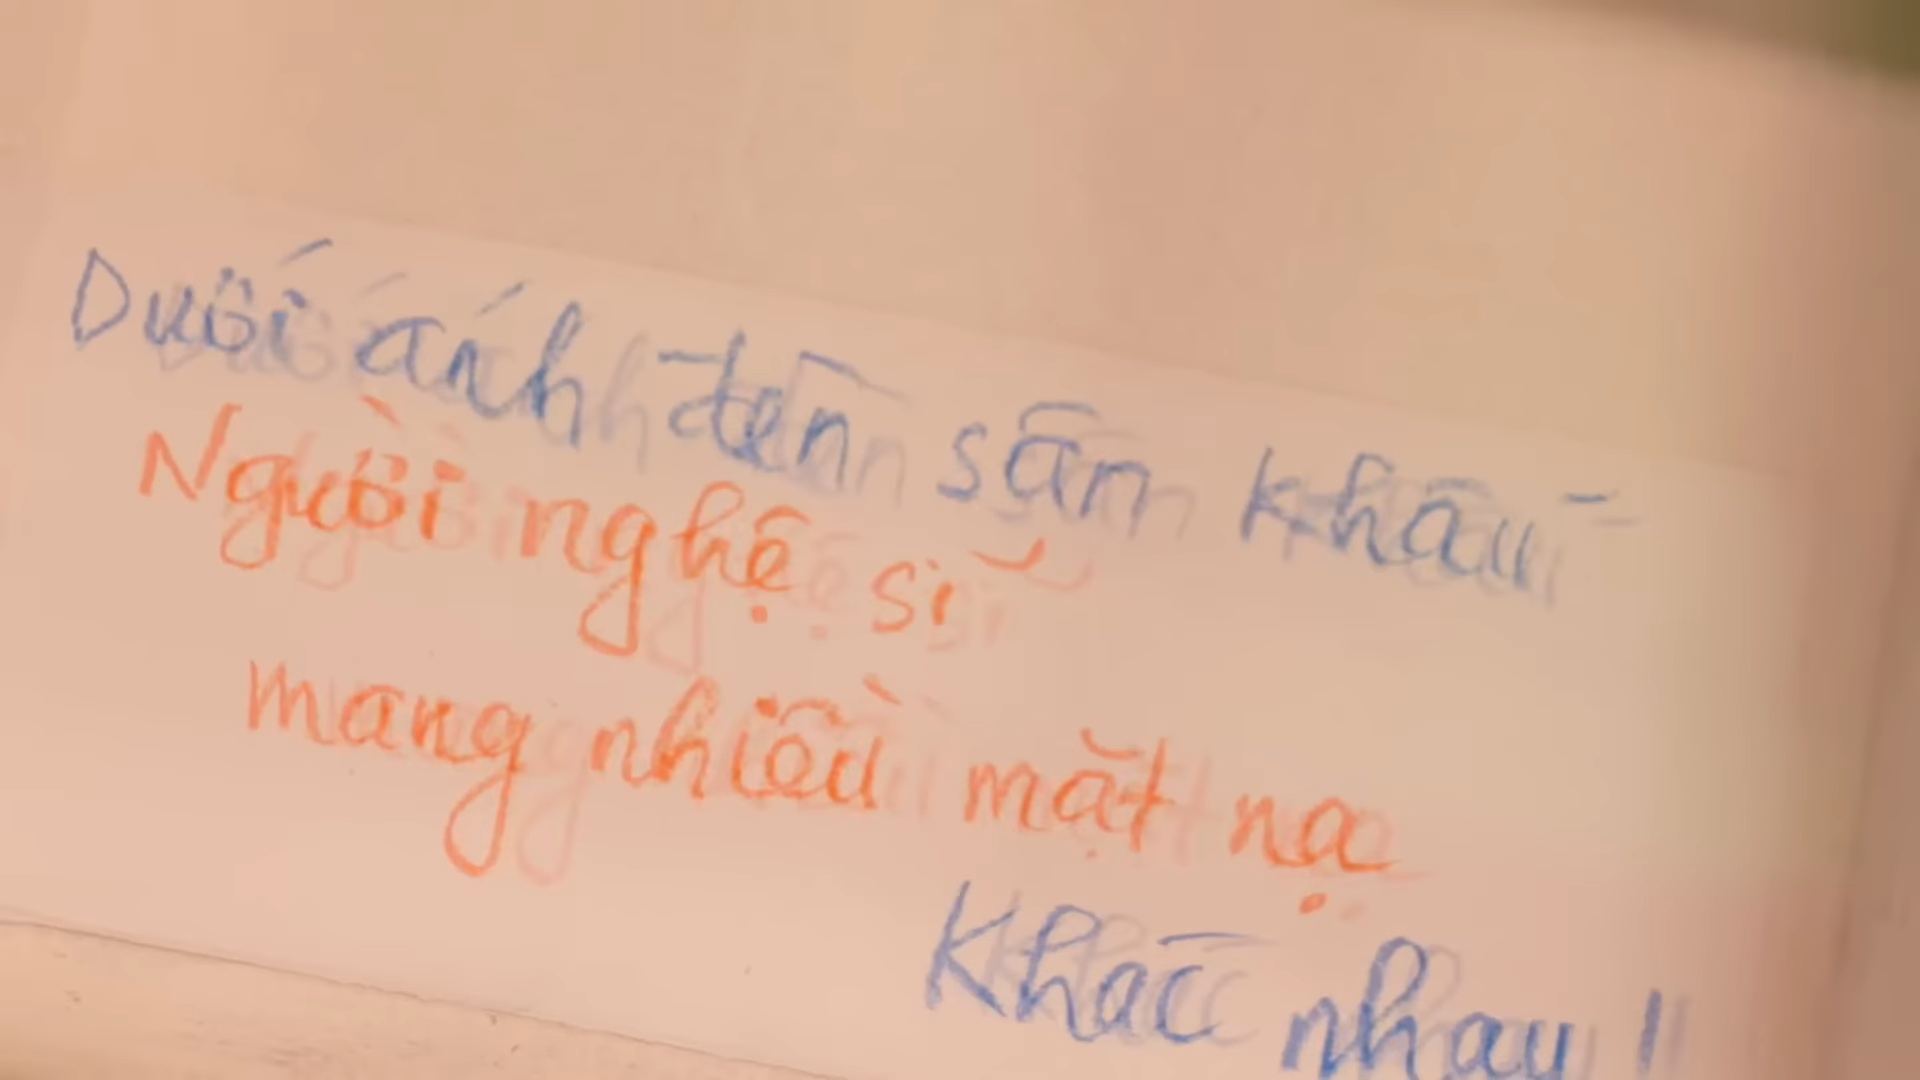 Dưới ánh đèn sân khấu
Người nghệ sĩ
mang nhiều mặt nạ
Khác nhau!